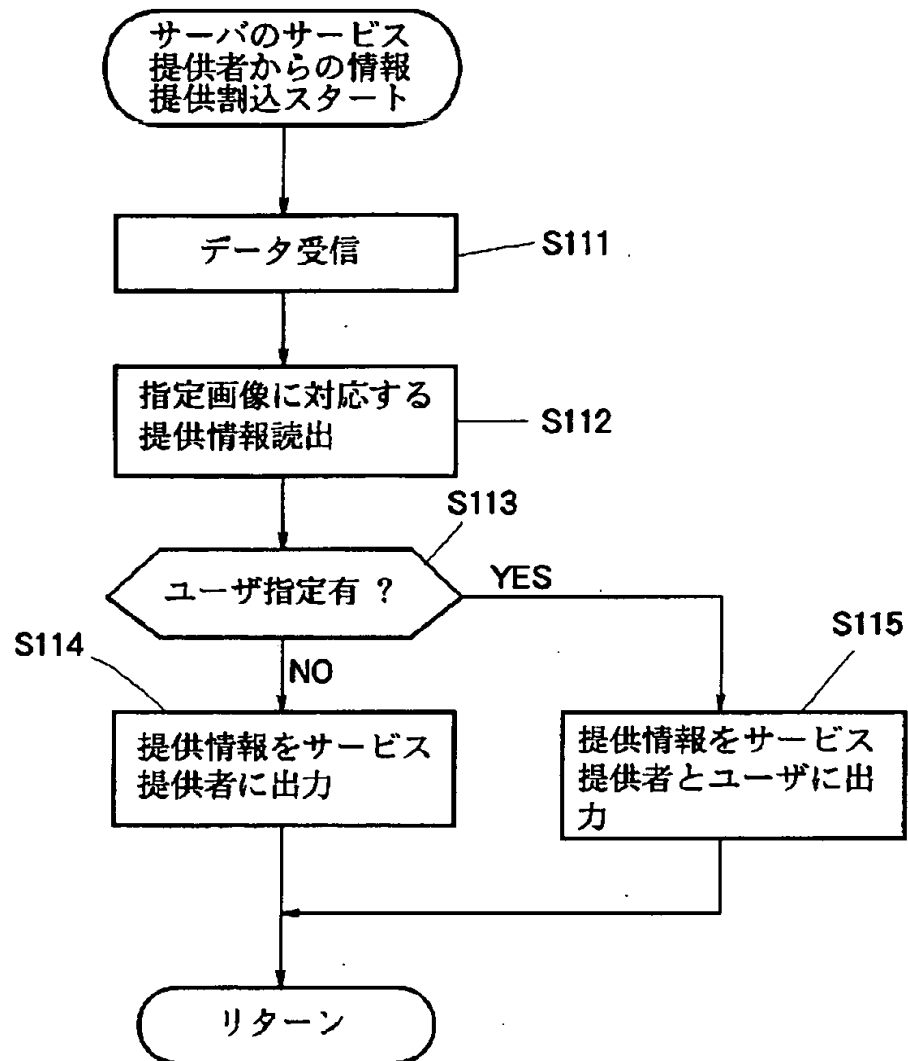 サーバのサービス
提供者からの情報
提供割込スタート
データ受信
S111
指定画像に対応する
提供情報読出
S112
S113
ユーザ指定有 ?
YES
S114
NO
S115
提供情報をサービス
提供者に出力
提供情報をサービス
提供者とユーザに出
力
リターン